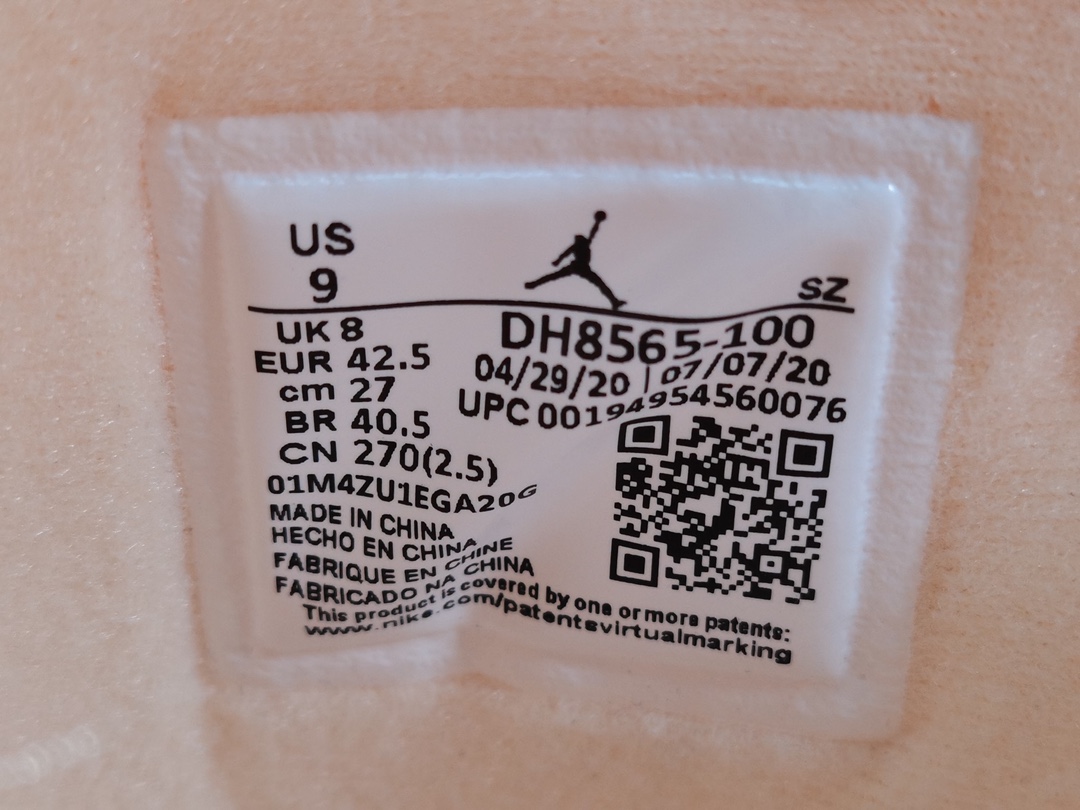 US
9
SZ
UK 8
EUR 42.5
cm 27
BR 40.5
CN 270(2.5)
01M4ZU1EGA20G
DH8565-100
04/29/20 | 07/07/20
UPC 00194954560076
MADE IN CHINA
HECHO EN CHINA
FABRIQUE EN CHINE
FABRICADO NA CHINA
This product is covered by one or more patents:
www.nike.com/patentsvirtualmarking